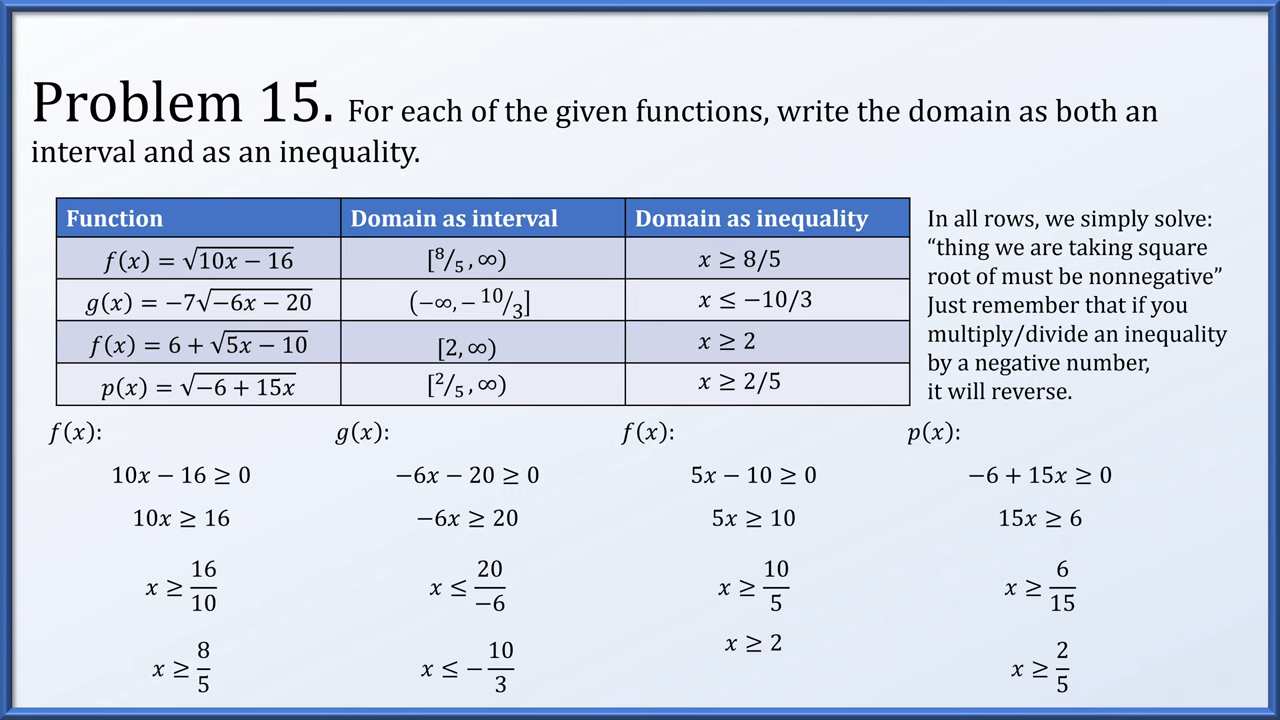 Problem 15. For each of the given functions, write the domain as both an
interval and as an inequality.
Function Domain as interval Domain as inequality
f(x) = √(10x − 16) [8/5, ∞) x ≥ 8/5
g(x) = −7√(−6x − 20) (−∞, − 10/3] x ≤ −10/3
f(x) = 6 + √(5x − 10) [2, ∞) x ≥ 2
p(x) = √(−6 + 15x) [2/5, ∞) x ≥ 2/5
In all rows, we simply solve:
“thing we are taking square
root of must be nonnegative”
Just remember that if you
multiply/divide an inequality
by a negative number,
it will reverse.
f(x):
10x − 16 ≥ 0
10x ≥ 16
x ≥ 16/10
x ≥ 8/5
g(x):
−6x − 20 ≥ 0
−6x ≥ 20
x ≤ 20/−6
x ≤ − 10/3
f(x):
5x − 10 ≥ 0
5x ≥ 10
x ≥ 10/5
x ≥ 2
p(x):
−6 + 15x ≥ 0
15x ≥ 6
x ≥ 6/15
x ≥ 2/5